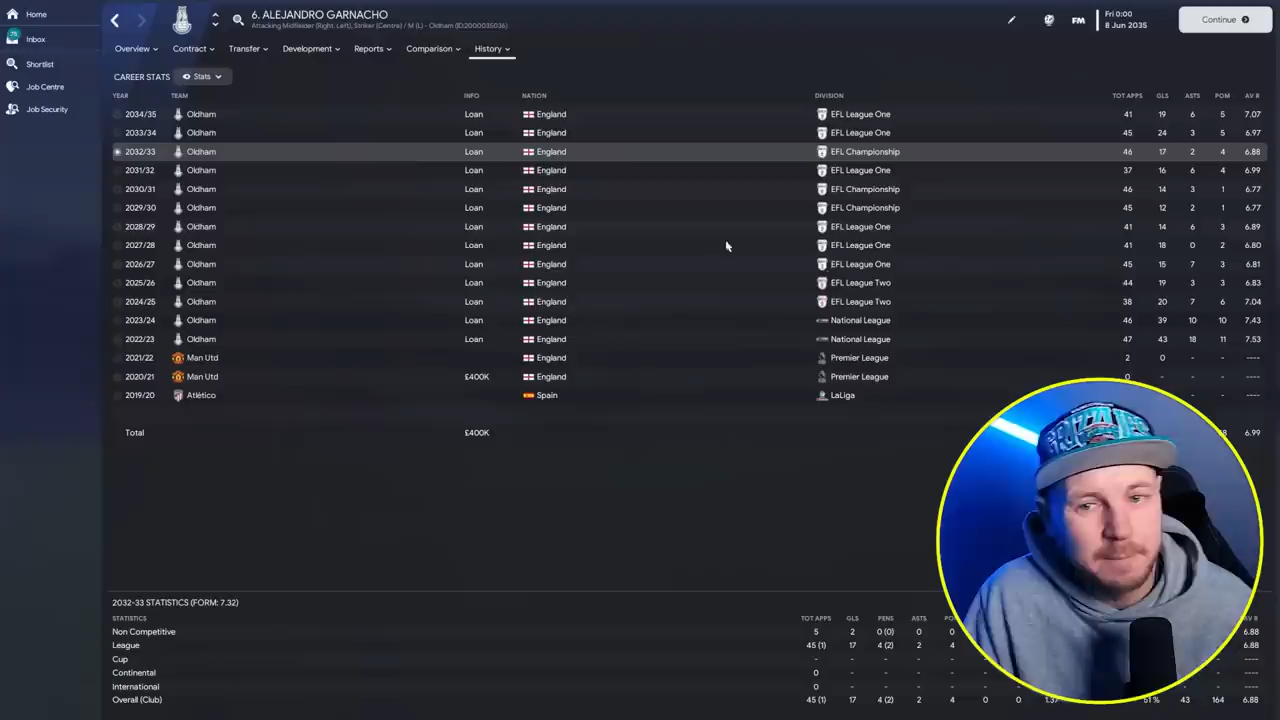 Home
Inbox
Shortlist
Job Centre
Job Security
6. ALEJANDRO GARNACHO
Attacking Midfielder (Right, Left), Striker (Centre) / M (L) - Oldham (ID:2000035036)
FM
Fri 0:00
8 Jun 2035
Continue
Overview Contract Transfer Development Reports Comparison History
CAREER STATS Stats
YEAR TEAM INFO NATION DIVISION TOT APPS GLS ASTS POM AV R
2034/35 Oldham Loan England EFL League One 41 19 6 5 7.07
2033/34 Oldham Loan England EFL League One 45 24 3 5 6.97
2032/33 Oldham Loan England EFL Championship 46 17 2 4 6.88
2031/32 Oldham Loan England EFL League One 37 16 6 4 6.99
2030/31 Oldham Loan England EFL Championship 46 14 3 1 6.77
2029/30 Oldham Loan England EFL Championship 45 12 2 1 6.77
2028/29 Oldham Loan England EFL League One 41 14 6 3 6.89
2027/28 Oldham Loan England EFL League One 41 18 0 2 6.80
2026/27 Oldham Loan England EFL League One 45 15 7 3 6.81
2025/26 Oldham Loan England EFL League Two 44 19 3 3 6.83
2024/25 Oldham Loan England EFL League Two 38 20 7 6 7.04
2023/24 Oldham Loan England National League 46 39 10 10 7.43
2022/23 Oldham Loan England National League 47 43 18 11 7.53
2021/22 Man Utd England Premier League 2 0 - - ----
2020/21 Man Utd £400K England Premier League 0 - - - ----
2019/20 Atlético Spain LaLiga - - ----
Total £400K 6.99
2032-33 STATISTICS (FORM: 7.32)
STATISTICS TOT APPS GLS PENS ASTS AV R
Non Competitive 5 2 0 (0) 0 0 6.88
League 45 (1) 17 4 (2) 2 4 6.88
Cup - - - - - -
Continental 0 - - - - -
International 0 - - - - -
Overall (Club) 45 (1) 17 4 (2) 2 4 0 0 43 164 6.88